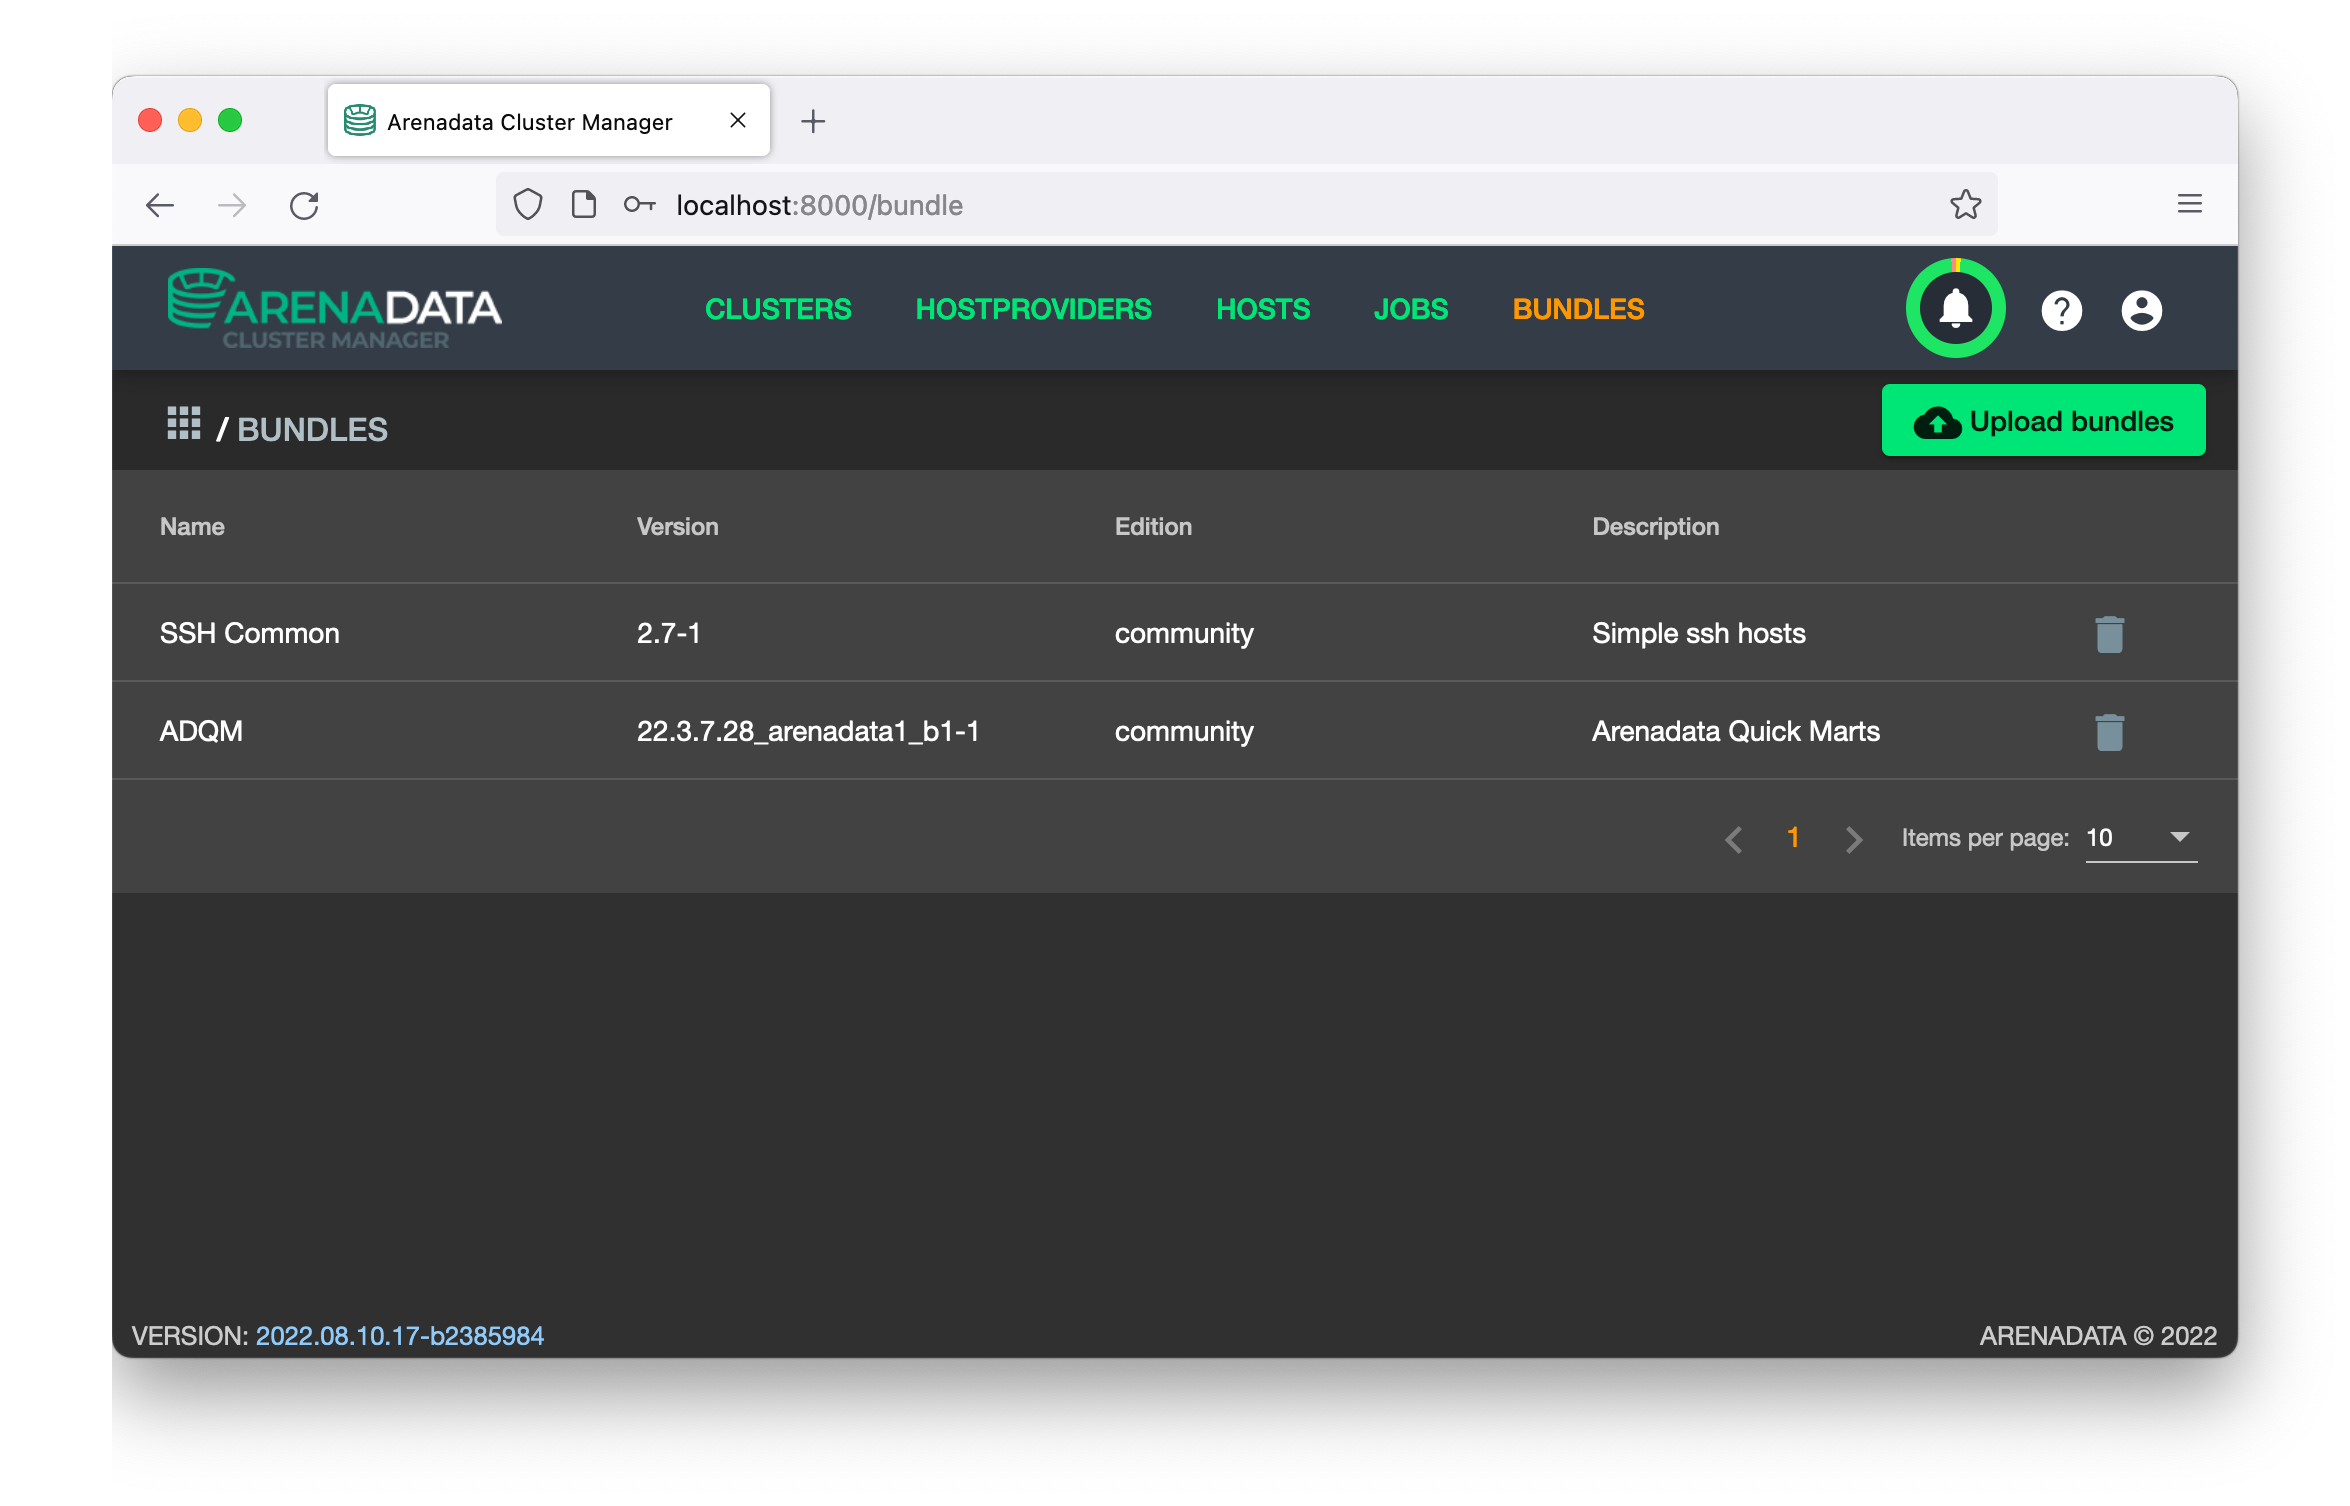 Arenadata Cluster Manager
localhost:8000/bundle
ARENADATA
CLUSTER MANAGER
CLUSTERS HOSTPROVIDERS HOSTS JOBS BUNDLES
/ BUNDLES
Upload bundles
Name Version Edition Description
SSH Common 2.7-1 community Simple ssh hosts
ADQM 22.3.7.28_arenadata1_b1-1 community Arenadata Quick Marts
1 Items per page: 10
VERSION: 2022.08.10.17-b2385984 ARENADATA © 2022